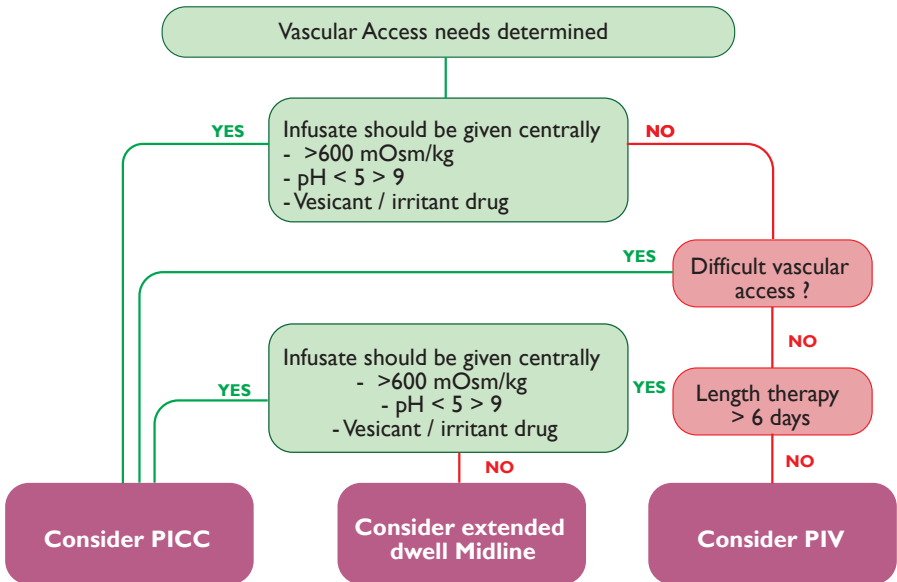 Vascular Access needs determined
YES
Infusate should be given centrally
- >600 mOsm/kg
- pH < 5 > 9
- Vesicant / irritant drug
NO
YES
Difficult vascular
access ?
NO
YES
Infusate should be given centrally
- >600 mOsm/kg
- pH < 5 > 9
- Vesicant / irritant drug
YES
Length therapy
> 6 days
NO
NO
Consider PICC
Consider extended
dwell Midline
Consider PIV